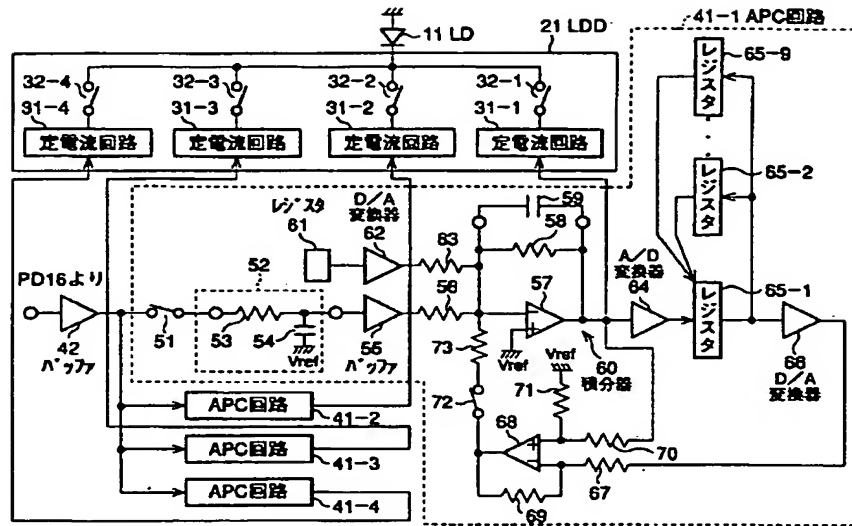 41-1 APC回路
11 LD
21 LDD
32-4
32-3
32-2
32-1
31-4
31-3
31-2
31-1
定電流回路
定電流回路
定電流回路
定電流回路
レジスタ
65-9
レジスタ
65-2
レジスタ
65-1
レジスタ
61
D/A
変換器
62
63
59
58
A/D
変換器
64
PD16より
42
バッファ
51
52
53
54
Vref
55
バッファ
56
57
Vref
60
積分器
66
D/A
変換器
73
72
Vref
71
68
70
67
69
APC回路
41-2
APC回路
41-3
APC回路
41-4